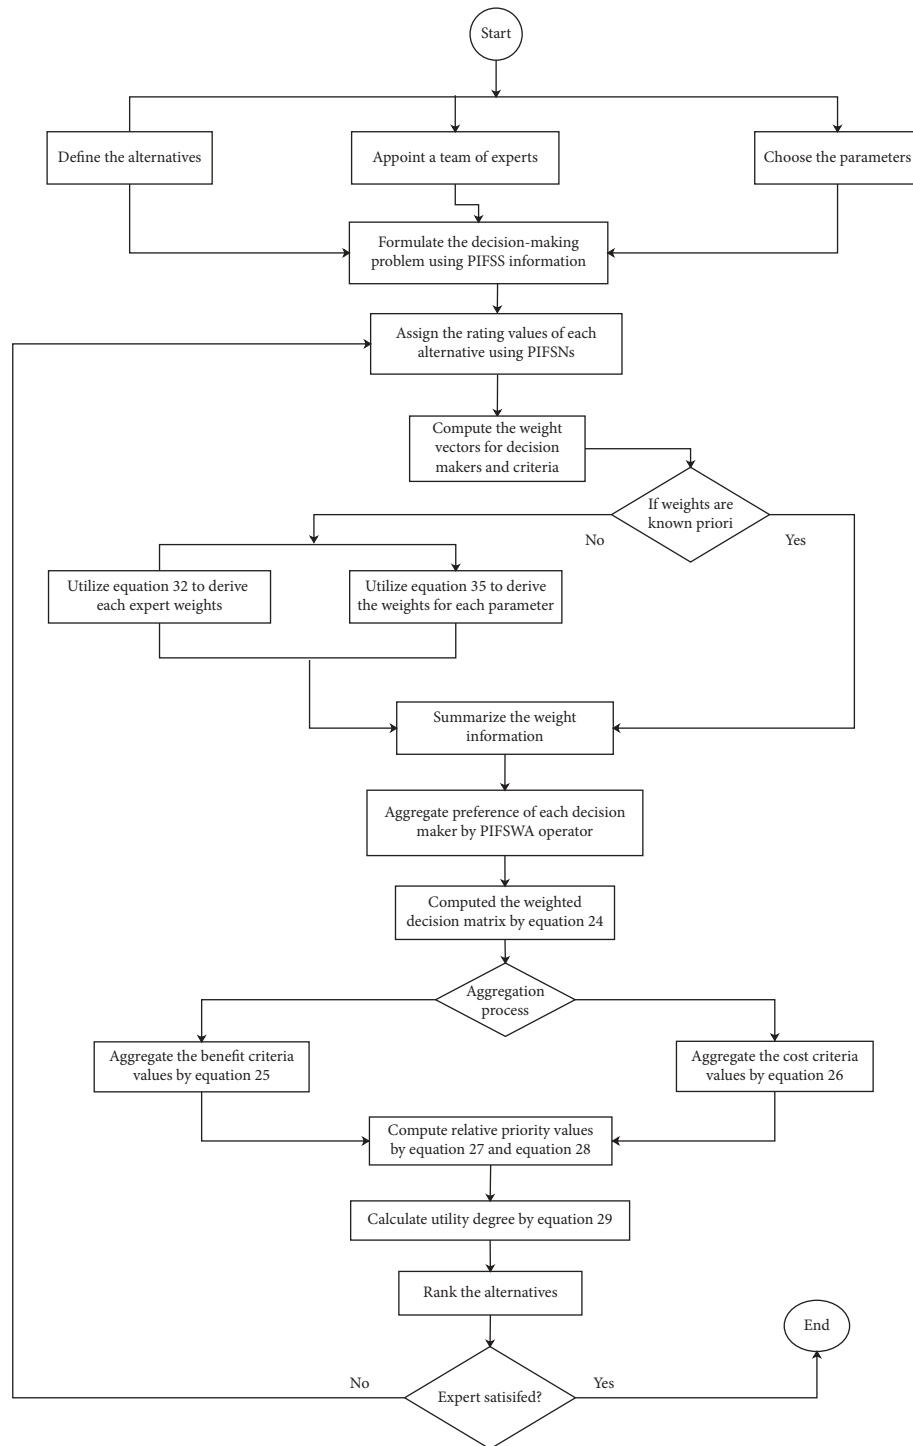 Start
Define the alternatives
Appoint a team of experts
Choose the parameters
Formulate the decision-making
problem using PIFSS information
Assign the rating values of each
alternative using PIFSNs
Compute the weight
vectors for decision
makers and criteria
If weights are
known priori
No
Yes
Utilize equation 32 to derive
each expert weights
Utilize equation 35 to derive
the weights for each parameter
Summarize the weight
information
Aggregate preference of each decision
maker by PIFSWA operator
Computed the weighted
decision matrix by equation 24
Aggregation
process
Aggregate the benefit criteria
values by equation 25
Aggregate the cost criteria
values by equation 26
Compute relative priority values
by equation 27 and equation 28
Calculate utility degree by equation 29
Rank the alternatives
End
No
Yes
Expert satisifed?